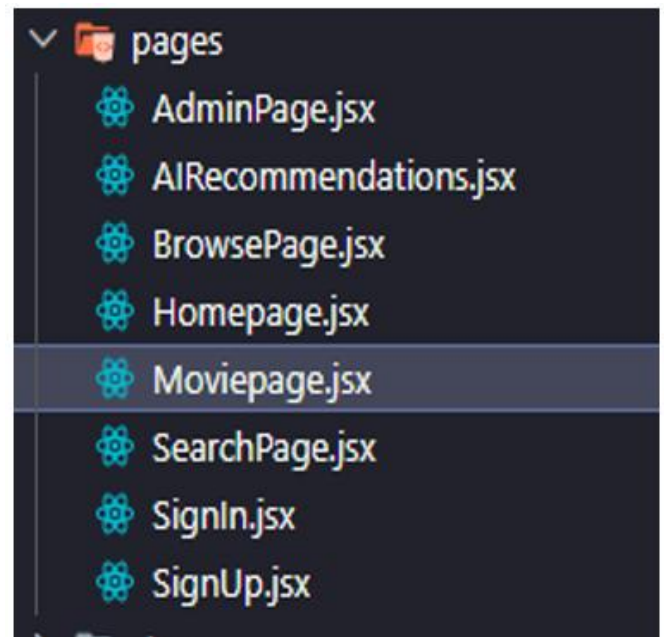 pages
AdminPage.jsx
AIRecommendations.jsx
BrowsePage.jsx
Homepage.jsx
Moviepage.jsx
SearchPage.jsx
SignIn.jsx
SignUp.jsx